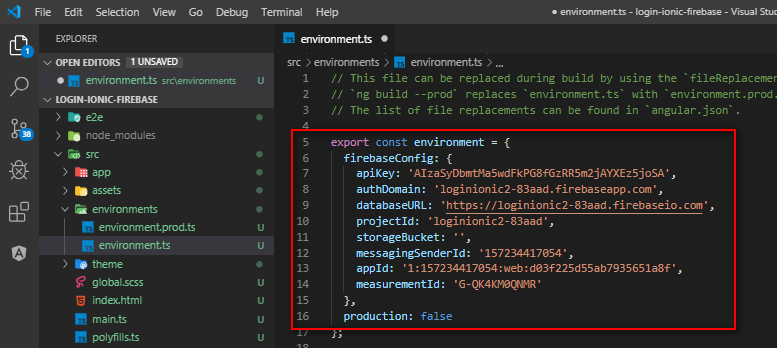 File Edit Selection View Go Debug Terminal Help
● environment.ts - login-ionic-firebase - Visual Stud
EXPLORER
OPEN EDITORS 1 UNSAVED
environment.ts src\environments U
LOGIN-IONIC-FIREBASE
e2e
node_modules
src
app
assets
environments
environment.prod.ts U
environment.ts U
theme
global.scss U
index.html U
main.ts U
polyfills.ts U
1
38
TS environment.ts ●
src > environments > TS environment.ts > ...
1 // This file can be replaced during build by using the `fileReplacemen
2 // `ng build --prod` replaces `environment.ts` with `environment.prod.
3 // The list of file replacements can be found in `angular.json`.
4
5 export const environment = {
6 firebaseConfig: {
7 apiKey: 'AIzaSyDbmtMa5wdFkPG8fGzRR5m2jAYXEz5joSA',
8 authDomain: 'loginionic2-83aad.firebaseapp.com',
9 databaseURL: 'https://loginionic2-83aad.firebaseio.com',
10 projectId: 'loginionic2-83aad',
11 storageBucket: '',
12 messagingSenderId: '157234417054',
13 appId: '1:157234417054:web:d03f225d55ab7935651a8f',
14 measurementId: 'G-QK4KM0QNMR'
15 },
16 production: false
17 };